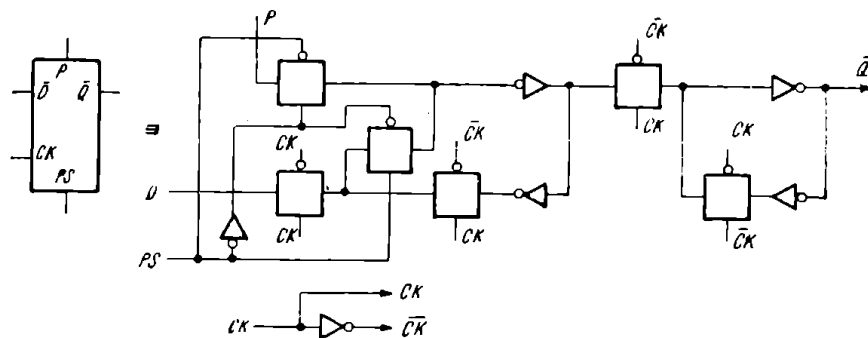 P
C̄K̄
Q̄
P
D̄ Q̄
≡
CK
CK C̄K̄ CK
CK
D
PS
CK CK C̄K̄
PS
CK
CK C̄K̄